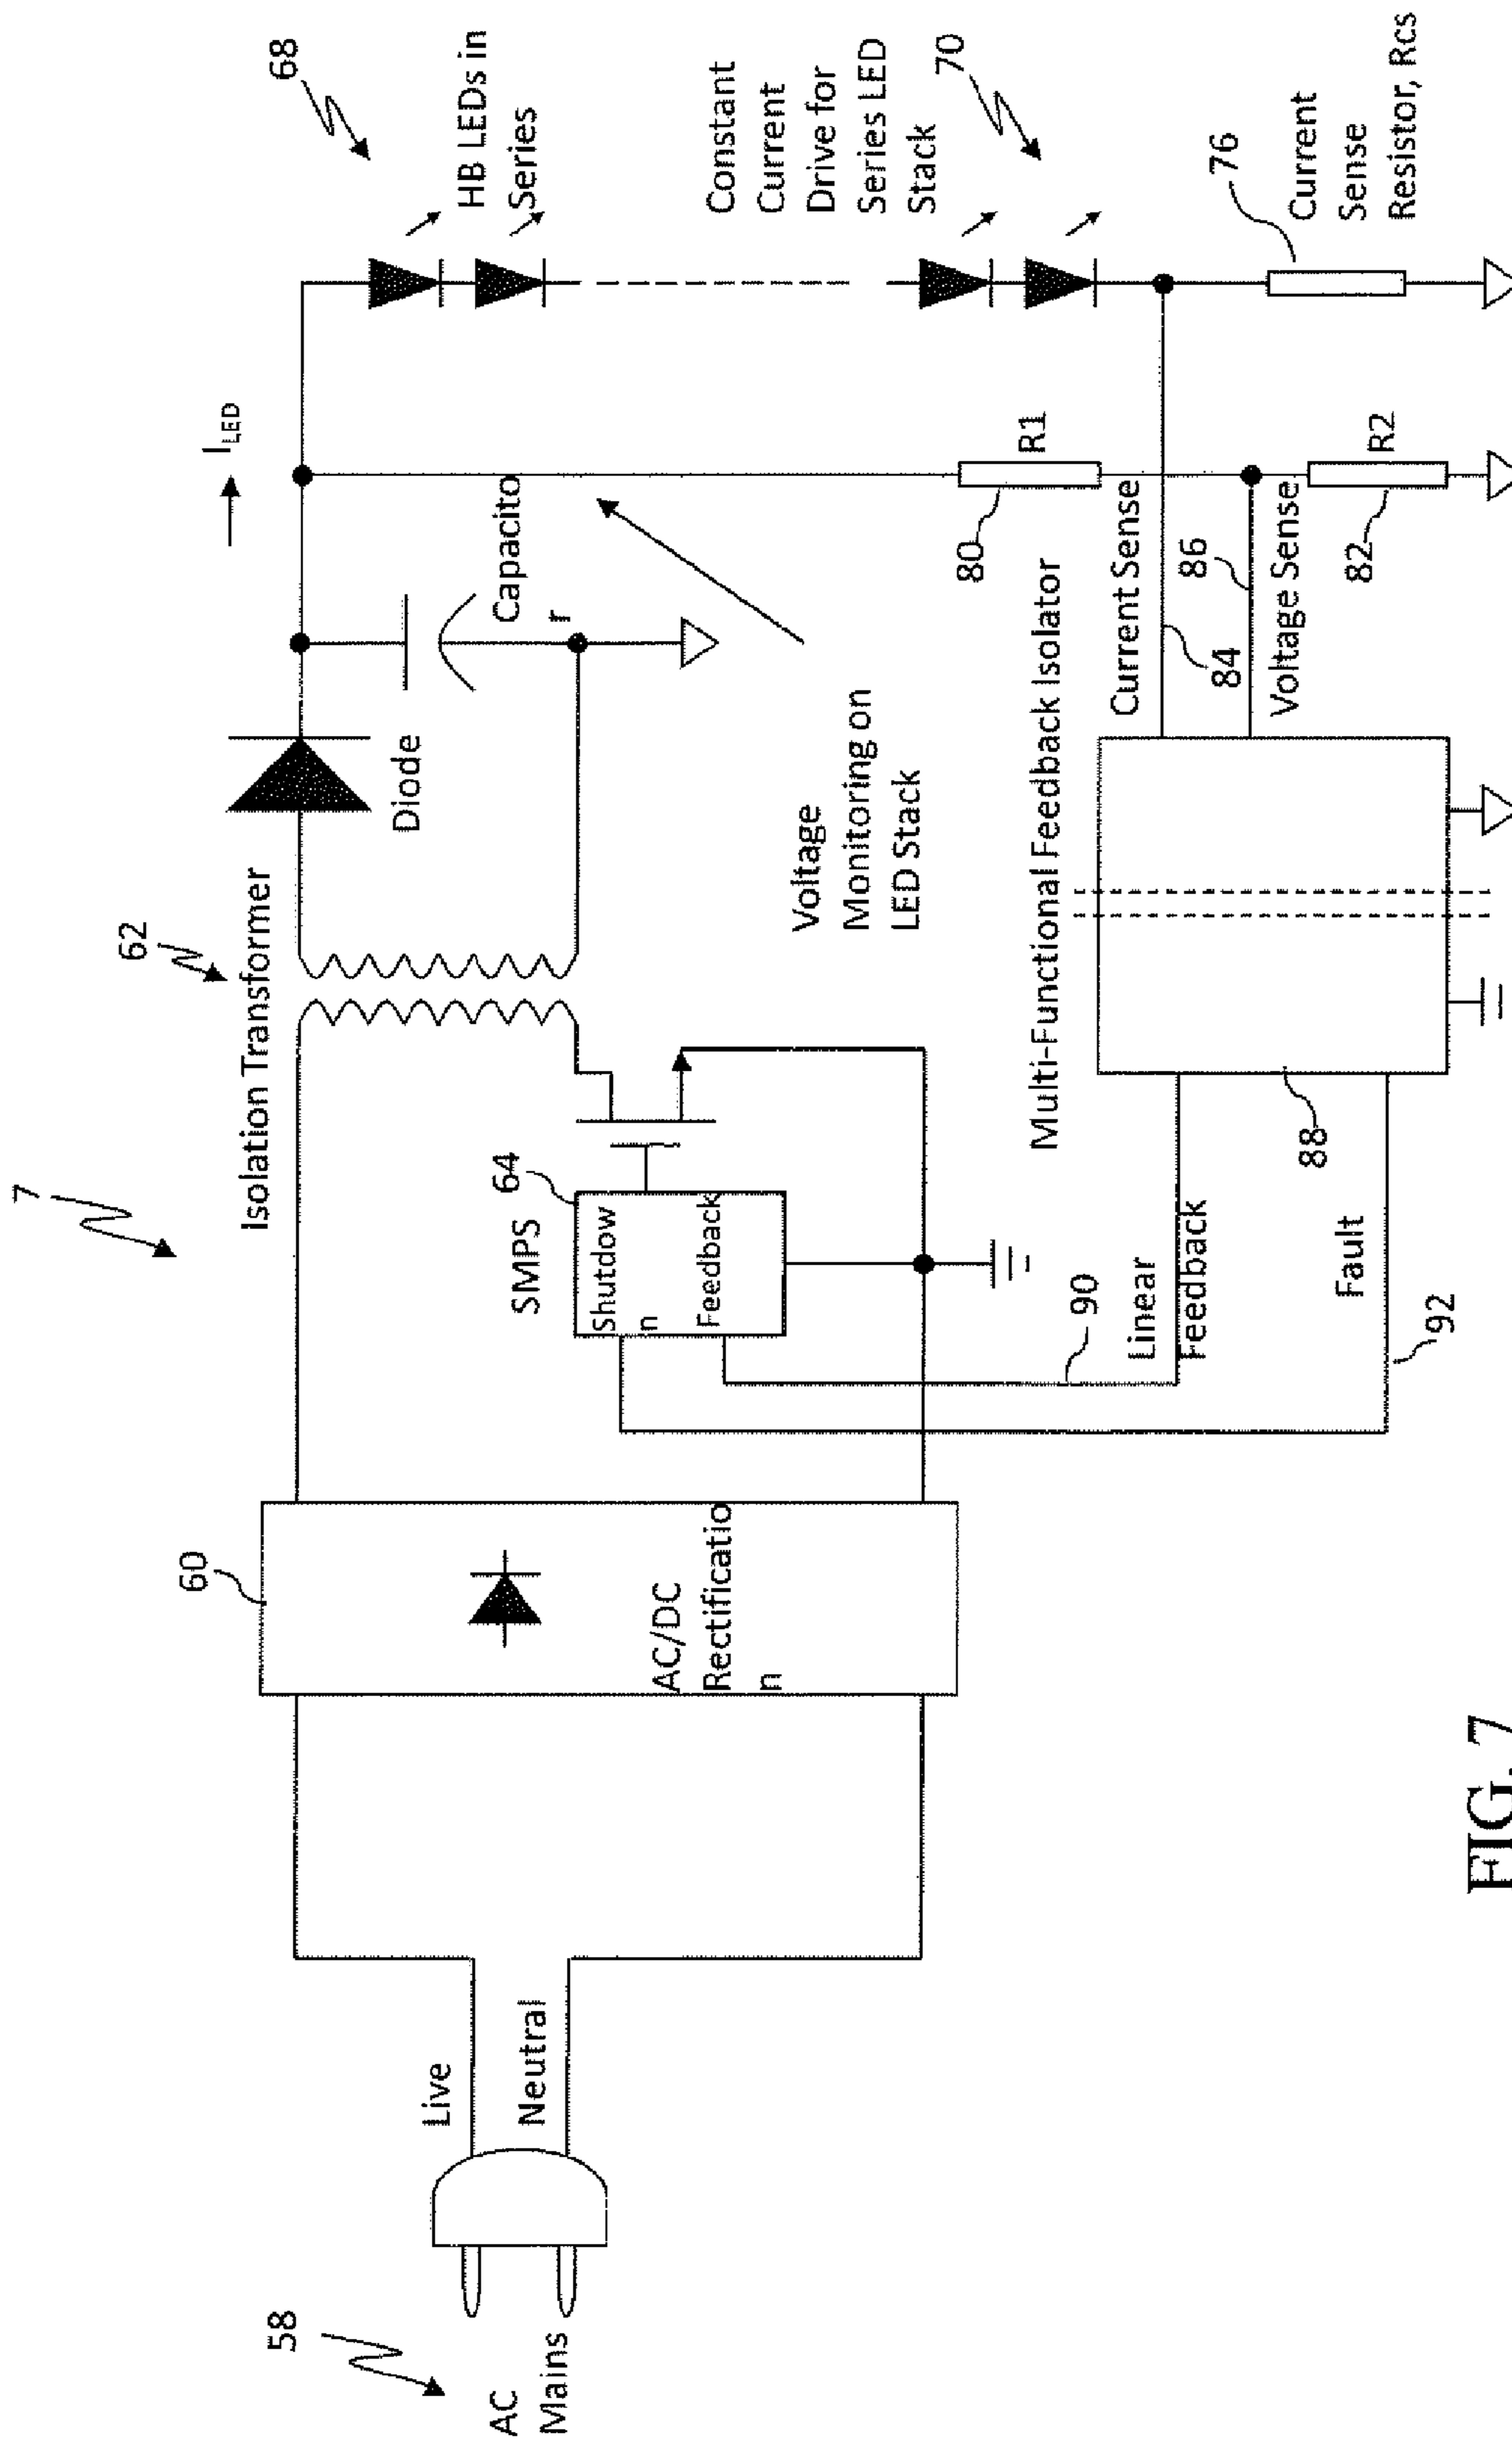 7
58
AC
Mains
Live
Neutral
60
AC/DC
Rectificatio
n
62
Isolation Transformer
SMPS
64
Shutdow
n
Feedback
Diode
Capacito
r
I LED
68
HB LEDs in
Series
Constant
Current
Drive for
Series LED
Stack
70
Voltage
Monitoring on
LED Stack
Multi-Functional Feedback Isolator
80
R1
Current Sense
84
86
Voltage Sense
82
R2
76
Current
Sense
Resistor, Rcs
90
Linear
Feedback
88
Fault
92
FIG. 7